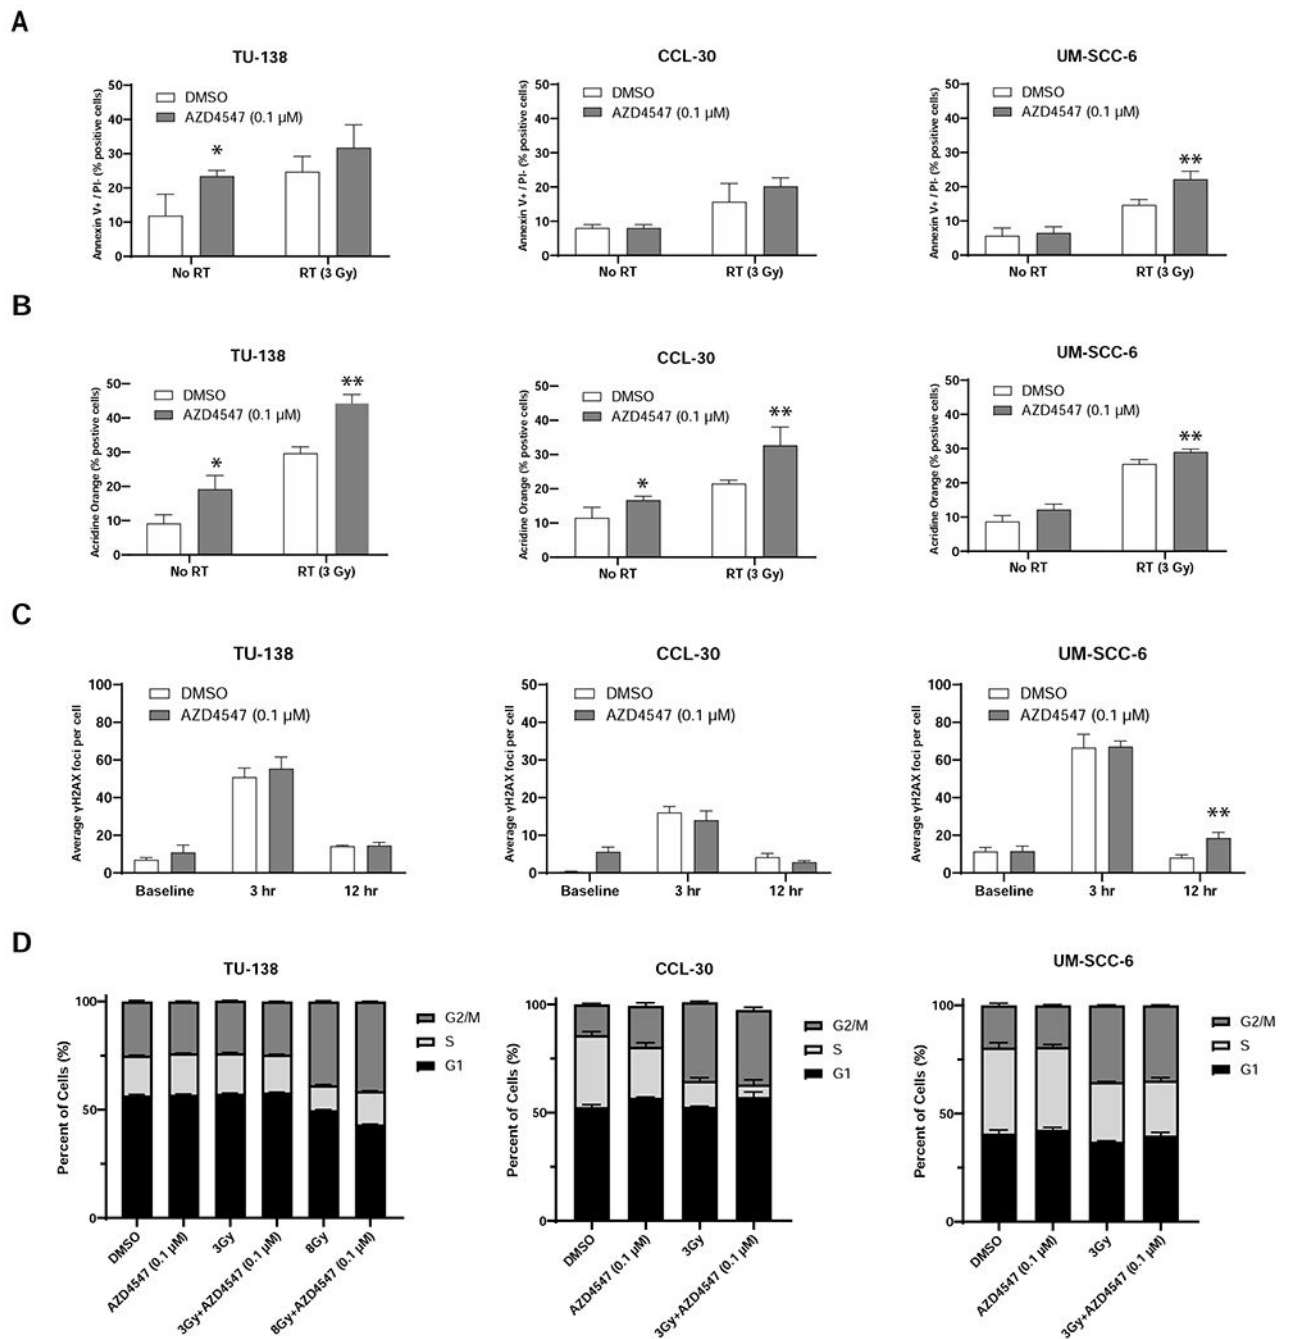 A
TU-138
CCL-30
UM-SCC-6
Annexin V+ / PI- (% positive cells)
50
40
30
20
10
0
DMSO
AZD4547 (0.1 µM)
*
No RT
RT (3 Gy)
Annexin V+ / PI- (% positive cells)
50
40
30
20
10
0
DMSO
AZD4547 (0.1 µM)
No RT
RT (3 Gy)
Annexin V+ / PI- (% positive cells)
50
40
30
20
10
0
DMSO
AZD4547 (0.1 µM)
**
No RT
RT (3 Gy)
B
TU-138
CCL-30
UM-SCC-6
Acridine Orange (% postive cells)
50
40
30
20
10
0
DMSO
AZD4547 (0.1 µM)
*
**
No RT
RT (3 Gy)
Acridine Orange (% positive cells)
50
40
30
20
10
0
DMSO
AZD4547 (0.1 µM)
*
**
No RT
RT (3 Gy)
Acridine Orange (% positive cells)
50
40
30
20
10
0
DMSO
AZD4547 (0.1 µM)
**
No RT
RT (3 Gy)
C
TU-138
CCL-30
UM-SCC-6
Average γH2AX foci per cell
100
80
60
40
20
0
DMSO
AZD4547 (0.1 µM)
Baseline
3 hr
12 hr
Average γH2AX foci per cell
50
40
30
20
10
0
DMSO
AZD4547 (0.1 µM)
Baseline
3 hr
12 hr
Average γH2AX foci per cell
100
80
60
40
20
0
DMSO
AZD4547 (0.1 µM)
**
Baseline
3 hr
12 hr
D
TU-138
CCL-30
UM-SCC-6
Percent of Cells (%)
100
50
0
G2/M
S
G1
DMSO
AZD4547 (0.1 µM)
3Gy
3Gy+AZD4547 (0.1 µM)
8Gy
8Gy+AZD4547 (0.1 µM)
Percent of Cells (%)
100
50
0
G2/M
S
G1
DMSO
AZD4547 (0.1 µM)
3Gy
3Gy+AZD4547 (0.1 µM)
Percent of Cells (%)
100
50
0
G2/M
S
G1
DMSO
AZD4547 (0.1 µM)
3Gy
3Gy+AZD4547 (0.1 µM)